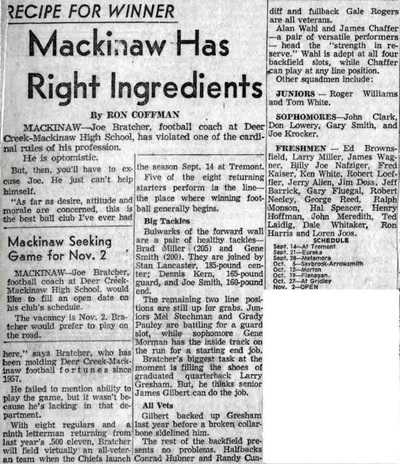 RECIPE FOR WINNER
Mackinaw Has
Right Ingredients
By RON COFFMAN
MACKINAW—Joe Bratcher, football coach at Deer
Creek-Mackinaw High School, has violated one of the cardi-
nal rules of his profession.
He is optomistic.
But, then, you'll have to ex-
cuse Joe. He just can't help
himself.
"As far as desire, attitude and
morale are concerned, this is
the best ball club I've ever had
Mackinaw Seeking
Game for Nov. 2
MACKINAW—Joe Bratcher,
football coach at Deer Creek-
Mackinaw High School, would
like to fill an open date on
his club's schedule.
The vacancy is Nov. 2. Bra-
tcher would prefer to play on
the road.
here," says Bratcher, who has
been molding Deer Creek-Mack-
inaw football fortunes since
1957.
He failed to mention ability to
play the game, but it wasn't be-
cause he's lacking in that de-
partment.
With eight regulars and a
ninth letterman returning from
last year's .500 eleven, Bratcher
will field virtually an all-veter-
an team when the Chiefs launch
the season Sept. 14 at Tremont.
Five of the eight returning
starters perform in the line—
the place where winning foot-
ball generally begins.
Big Tackles
Bulwarks of the forward wall
are a pair of healthy tackles—
Brad Miller (205) and Gene
Smith (200). They are joined by
Stan Lancaster, 185-pound cen-
ter; Dennis Kern, 165-pound
guard, and Joe Smith, 160-pound
end.
The remaining two line posi-
tions are still up for grabs. Jun-
iors Mel Stechman and Grady
Pauley are battling for a guard
slot, while sophomore Gene
Morman has the inside track on
the run for a starting end job.
Bratcher's biggest task at the
moment is filling the shoes of
graduated quarterback Larry
Gresham. But, he thinks senior
James Gilbert can do the job.
All Vets
Gilbert backed up Gresham
last year before a broken collar-
bone sidelined him.
The rest of the backfield pre-
sents no problems. Halfbacks
Conrad Hubner and Randy Cun-
diff and fullback Gale Rogers
are all veterans.
Alan Wahl and James Chaffer
—a pair of versatile performers
— head the "strength in re-
serve." Wahl is adept at all four
backfield slots, while Chaffer
can play at any line position.
Other squadmen include:
JUNIORS — Roger Williams
and Tom White.
SOPHOMORES—John Clark,
Don Lowery, Gary Smith, and
Joe Krocker.
FRESHMEN — Ed Browns-
field, Larry Miller, James Wag-
ner, Billy Joe Nafziger, Fred
Kaiser, Ken White, Robert Loef-
fler, Jerry Allen, Jim Doss, Jeff
Barrick, Gary Fluegal, Robert
Neeley, George Reed, Ralph
Monson, Hal Spencer, Henry
Hoffman, John Meredith, Ted
Laidig, Dale Whitaker, Ron
Harris and Loren Joos.
SCHEDULE
Sept. 14—At Tremont
Sept. 21—Eureka
Sept. 28—Metamora
Oct. 5—Saybrook-Arrowsmith
Oct. 12—Morton
Oct. 19—Flanagan
Oct. 27—At Gridley
Nov. 2—OPEN